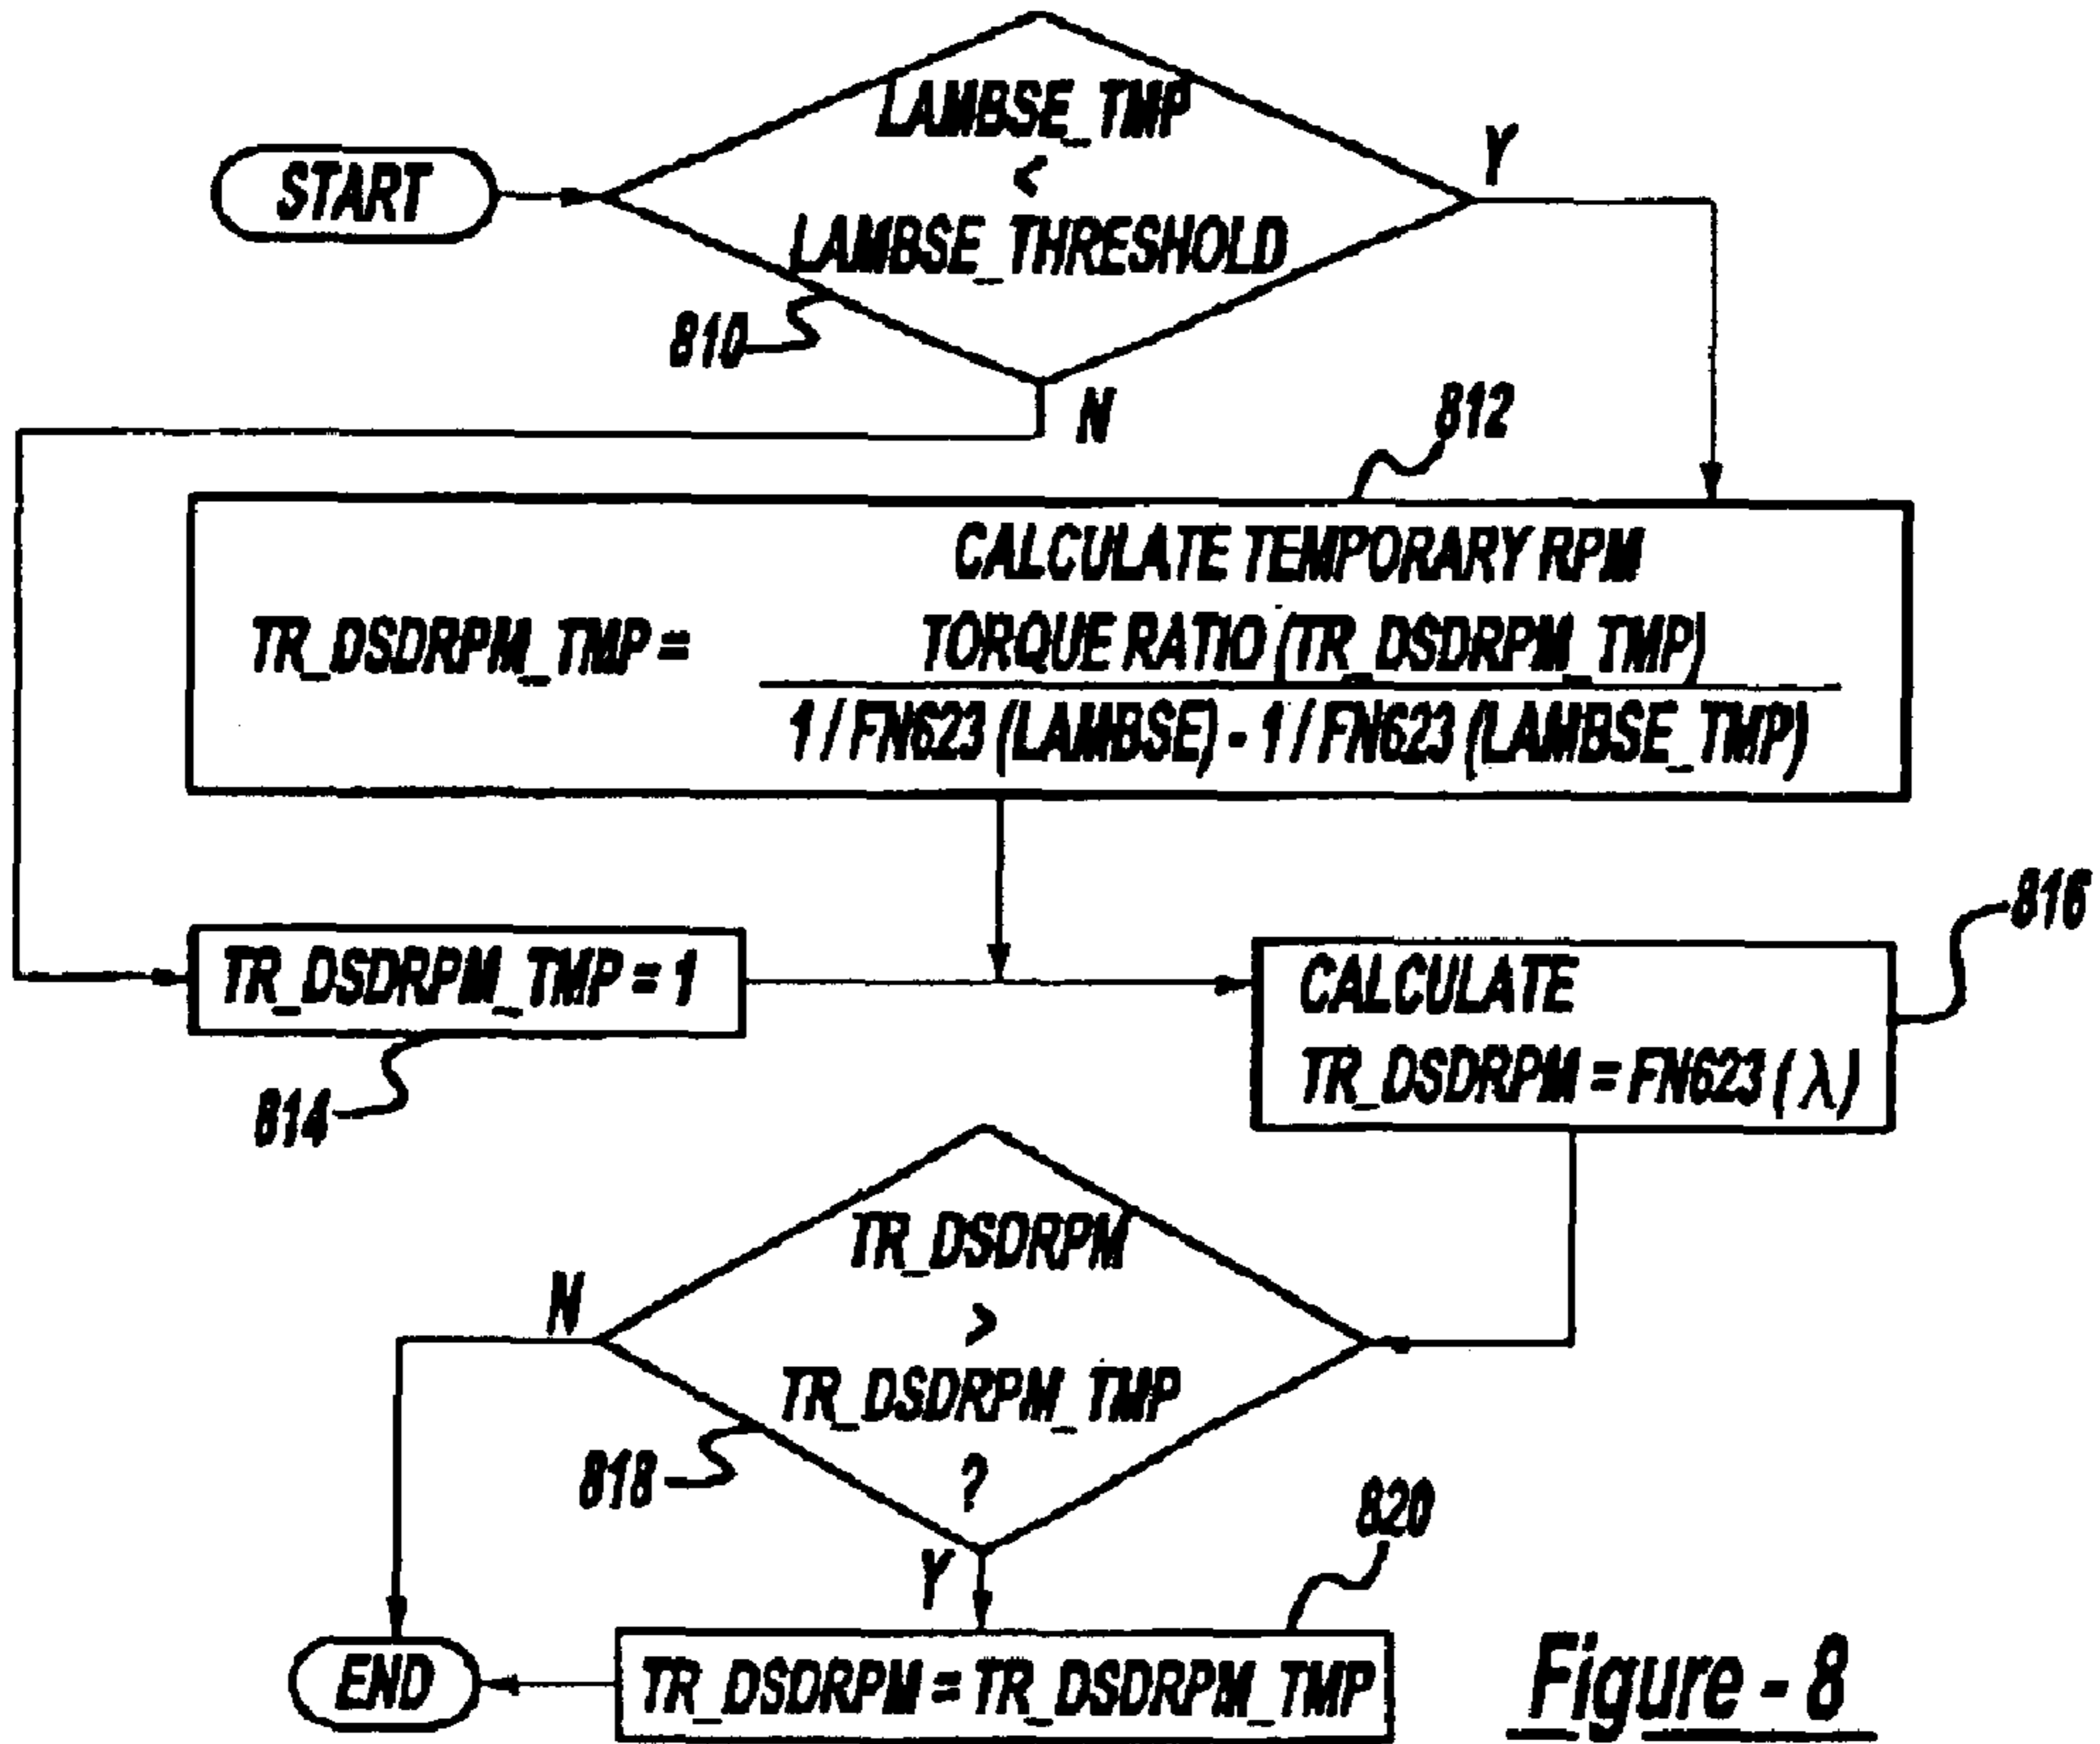 LAMBSE_TMP
<
LAMBSE_THRESHOLD
START
Y
810
N
812
CALCULATE TEMPORARY RPM
TORQUE RATIO (TR_DSDRPM_TMP)
TR_DSDRPM_TMP =
1 / FN623 (LAMBSE) - 1 / FN623 (LAMBSE_TMP)
816
TR_DSDRPM_TMP = 1
CALCULATE
TR_DSDRPM = FN623 ( λ )
814
TR_DSDRPM
>
TR_DSDRPM_TMP
?
N
818
820
Y
END
TR_DSDRPM = TR_DSDRPM_TMP
Figure - 8